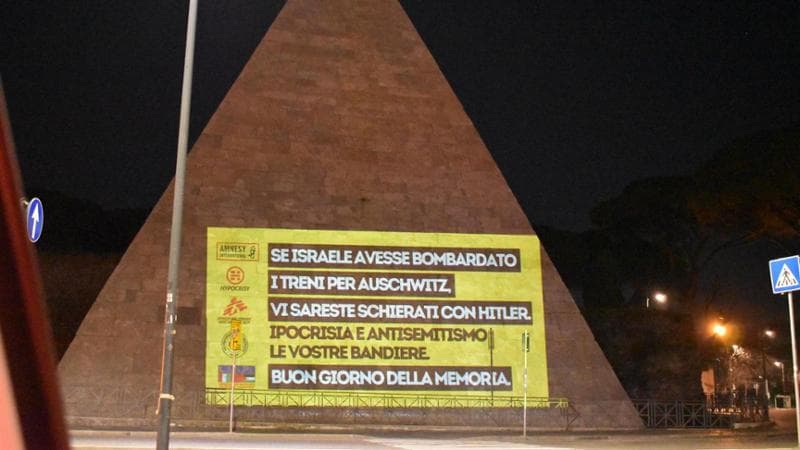 AMNESY
INTERNATIONAL
HYPOCRISY
SE ISRAELE AVESSE BOMBARDATO
I TRENI PER AUSCHWITZ,
VI SARESTE SCHIERATI CON HITLER.
IPOCRISIA E ANTISEMITISMO
LE VOSTRE BANDIERE.
BUON GIORNO DELLA MEMORIA.